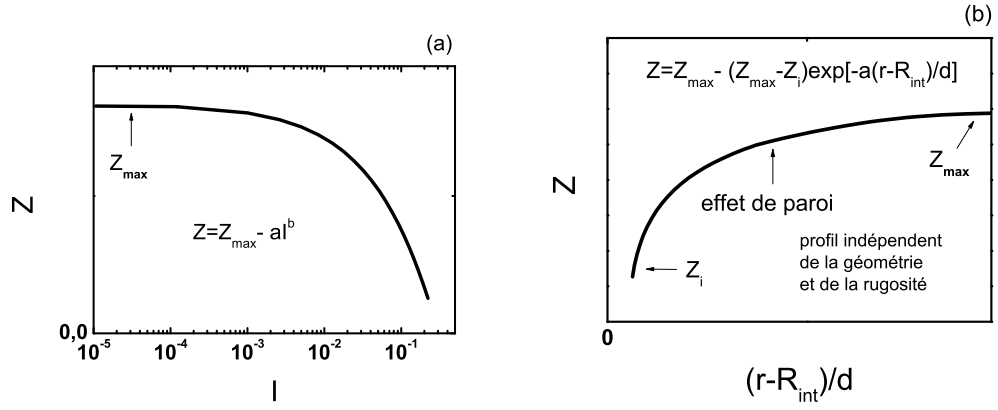 (a)
Z
Z_max
Z=Z_max- aI^b
0,0
10^-5 10^-4 10^-3 10^-2 10^-1
I
(b)
Z=Z_max- (Z_max-Z_i)exp[-a(r-R_int)/d]
Z
Z_max
effet de paroi
profil indépendent
de la géométrie
et de la rugosité
Z_i
0
(r-R_int)/d